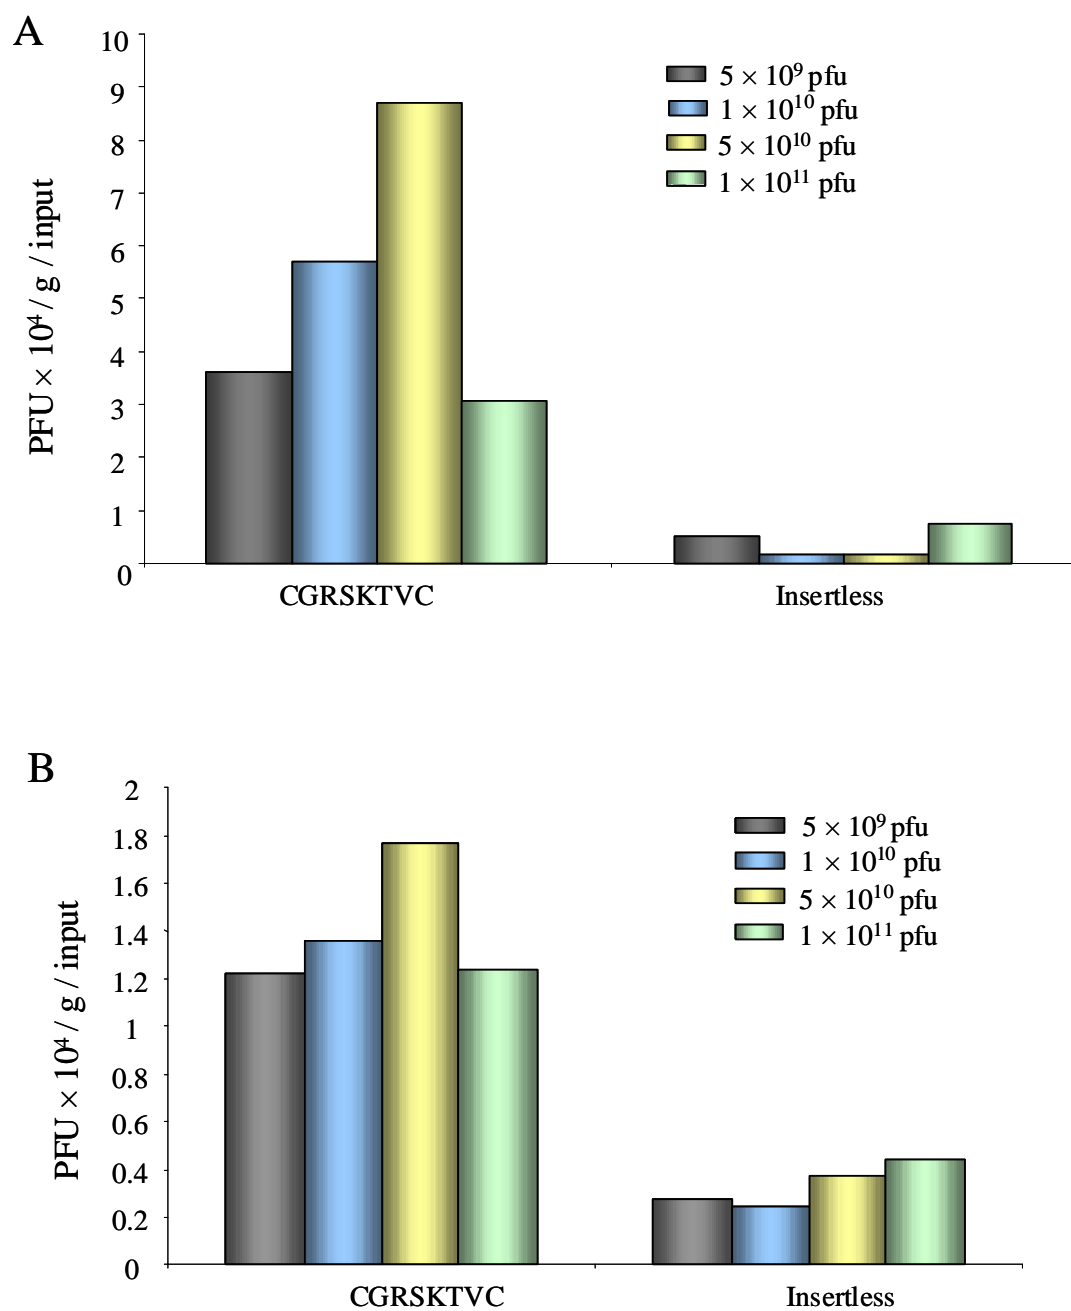 A
10
9
8
7
6
5
4
3
2
1
0
PFU × 10⁴ / g / input
5 × 10⁹ pfu
1 × 10¹⁰ pfu
5 × 10¹⁰ pfu
1 × 10¹¹ pfu
CGRSKTVC Insertless
B
2
1.8
1.6
1.4
1.2
1
0.8
0.6
0.4
0.2
0
PFU × 10⁴ / g / input
5 × 10⁹ pfu
1 × 10¹⁰ pfu
5 × 10¹⁰ pfu
1 × 10¹¹ pfu
CGRSKTVC Insertless